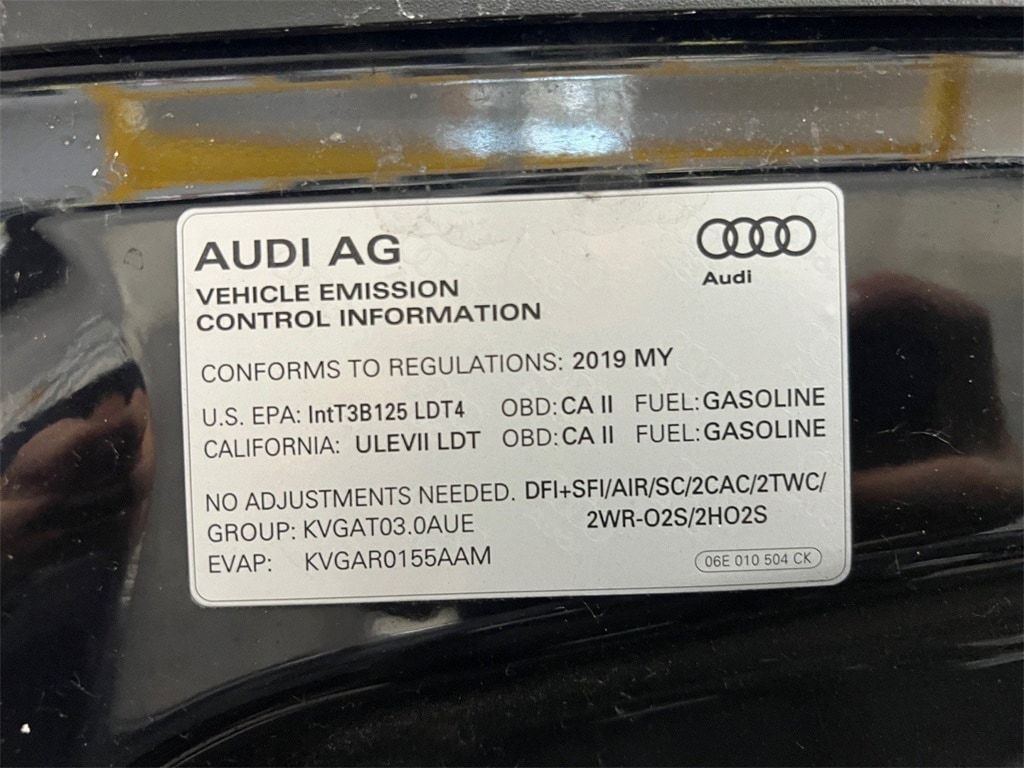 AUDI AG
Audi
VEHICLE EMISSION
CONTROL INFORMATION
CONFORMS TO REGULATIONS: 2019 MY
U.S. EPA: IntT3B125 LDT4 OBD: CA II FUEL: GASOLINE
CALIFORNIA: ULEVII LDT OBD: CA II FUEL: GASOLINE
NO ADJUSTMENTS NEEDED. DFI+SFI/AIR/SC/2CAC/2TWC/
GROUP: KVGAT03.0AUE 2WR-O2S/2HO2S
EVAP: KVGAR0155AAM
06E 010 504 CK